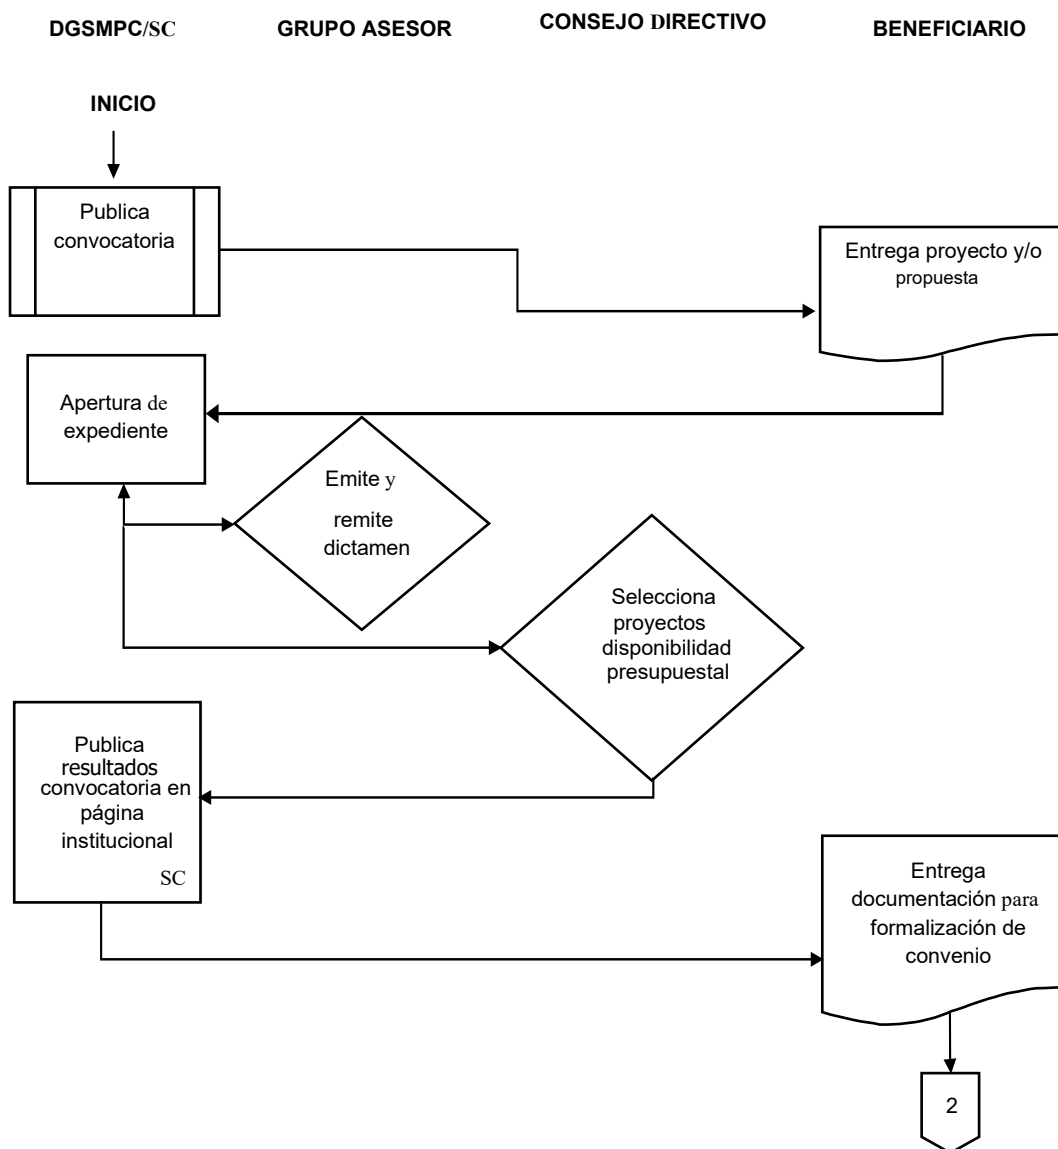 DGSMPC/SC
GRUPO ASESOR
CONSEJO DIRECTIVO
BENEFICIARIO
INICIO
Publica
convocatoria
Entrega proyecto y/o
propuesta
Apertura de
expediente
Emite y
remite
dictamen
Selecciona
proyectos
disponibilidad
presupuestal
Publica
resultados
convocatoria en
página
institucional
SC
Entrega
documentación para
formalización de
convenio
2